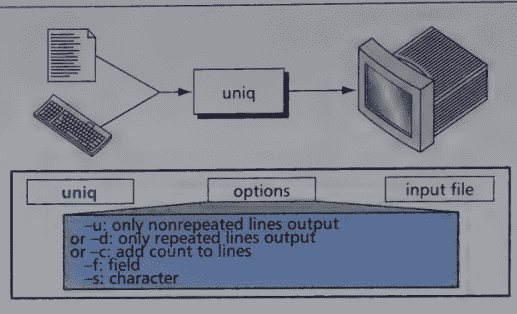 uniq
uniq options input file
–u: only nonrepeated lines output
or –d: only repeated lines output
or –c: add count to lines
–f: field
–s: character